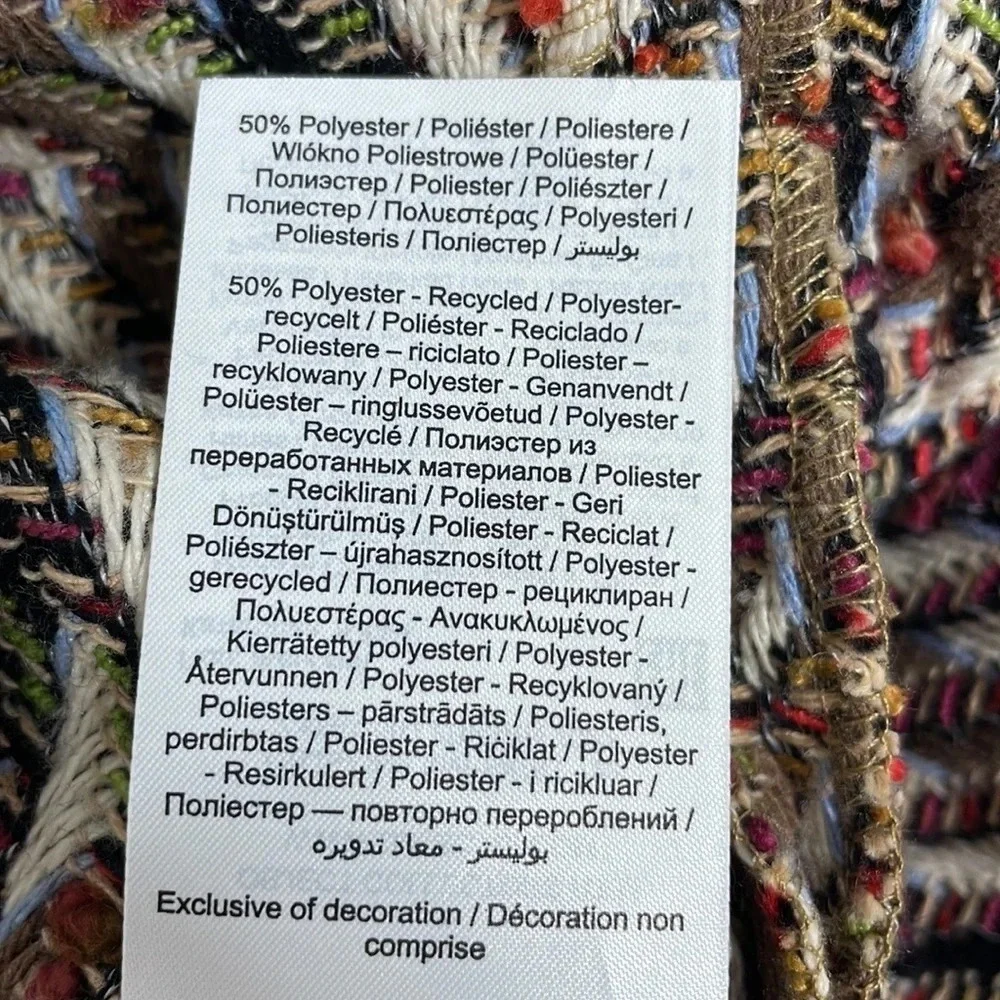 50% Polyester / Poliéster / Poliestere /
Wlókno Poliestrowe / Polüester /
Полиэстер / Poliester / Poliészter /
Полиестер / Πολυεστέρας / Polyesteri /
Poliesteris / Поліестер / بوليستر
50% Polyester - Recycled / Polyester-
recycelt / Poliéster - Reciclado /
Poliestere – riciclato / Poliester –
recyklowany / Polyester - Genanvendt /
Polüester – ringlussevõetud / Polyester -
Recyclé / Полиэстер из
переработанных материалов / Poliester
- Reciklirani / Poliester - Geri
Dönüştürülmüş / Poliester - Reciclat /
Poliészter – újrahasznosított / Polyester -
gerecycled / Полиестер - рециклиран /
Πολυεστέρας - Ανακυκλωμένος /
Kierrätetty polyesteri / Polyester -
Återvunnen / Polyester - Recyklovaný /
Poliesters – pārstrādāts / Poliesteris,
perdirbtas / Poliester - Riċiklat / Polyester
- Resirkulert / Poliester - i ricikluar /
Поліестер — повторно перероблений /
بوليستر - معاد تدويره
Exclusive of decoration / Décoration non
comprise